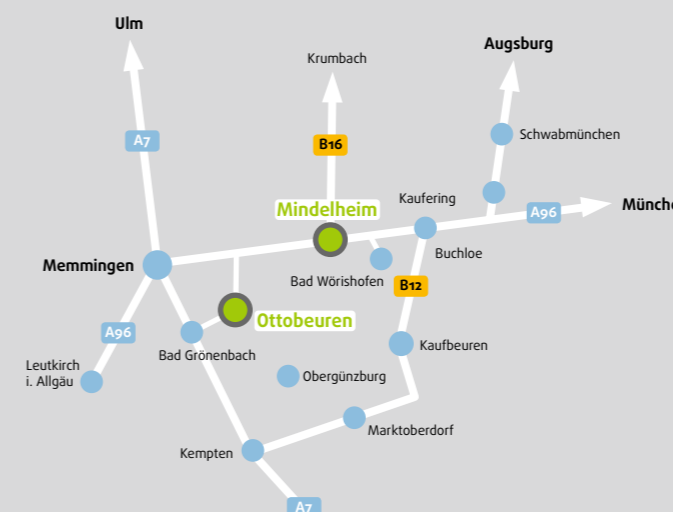 Ulm
Augsburg
Krumbach
Schwabmünchen
A7
B16
Kaufering
Mindelheim
A96
Münche
Buchloe
Memmingen
Bad Wörishofen
B12
Ottobeuren
A96
Bad Grönenbach
Kaufbeuren
Leutkirch
i. Allgäu
Obergünzburg
Marktoberdorf
Kempten
A7